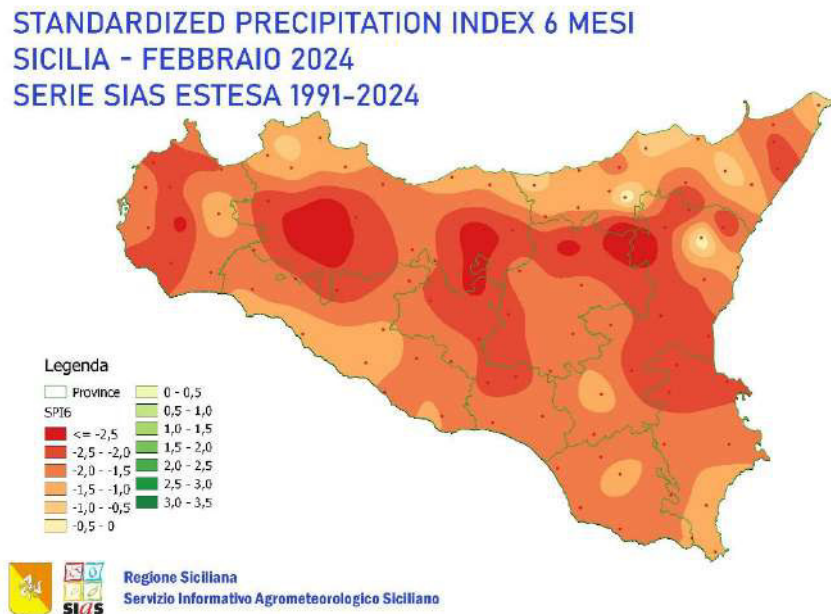 STANDARDIZED PRECIPITATION INDEX 6 MESI
SICILIA - FEBBRAIO 2024
SERIE SIAS ESTESA 1991-2024
Legenda
Province
SPI6
<= -2,5
-2,5 - -2,0
-2,0 - -1,5
-1,5 - -1,0
-1,0 - -0,5
-0,5 - 0
0 - 0,5
0,5 - 1,0
1,0 - 1,5
1,5 - 2,0
2,0 - 2,5
2,5 - 3,0
3,0 - 3,5
SIAS
Regione Siciliana
Servizio Informativo Agrometeorologico Siciliano